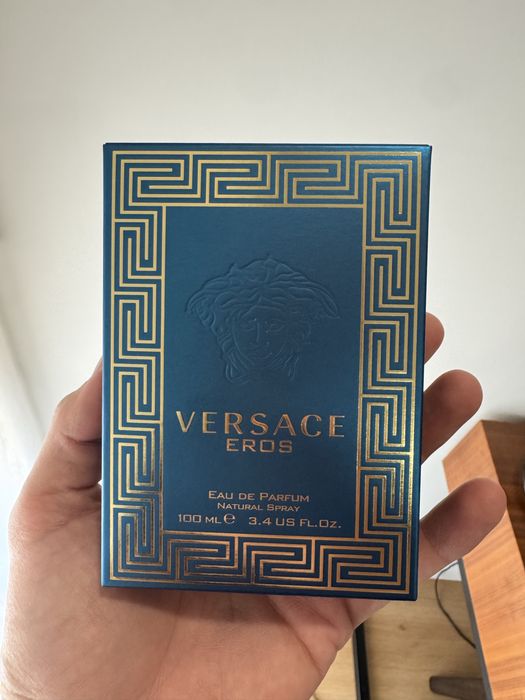 VERSACE
EROS
EAU DE PARFUM
NATURAL SPRAY
100 ML ℮ 3.4 US FL.OZ.